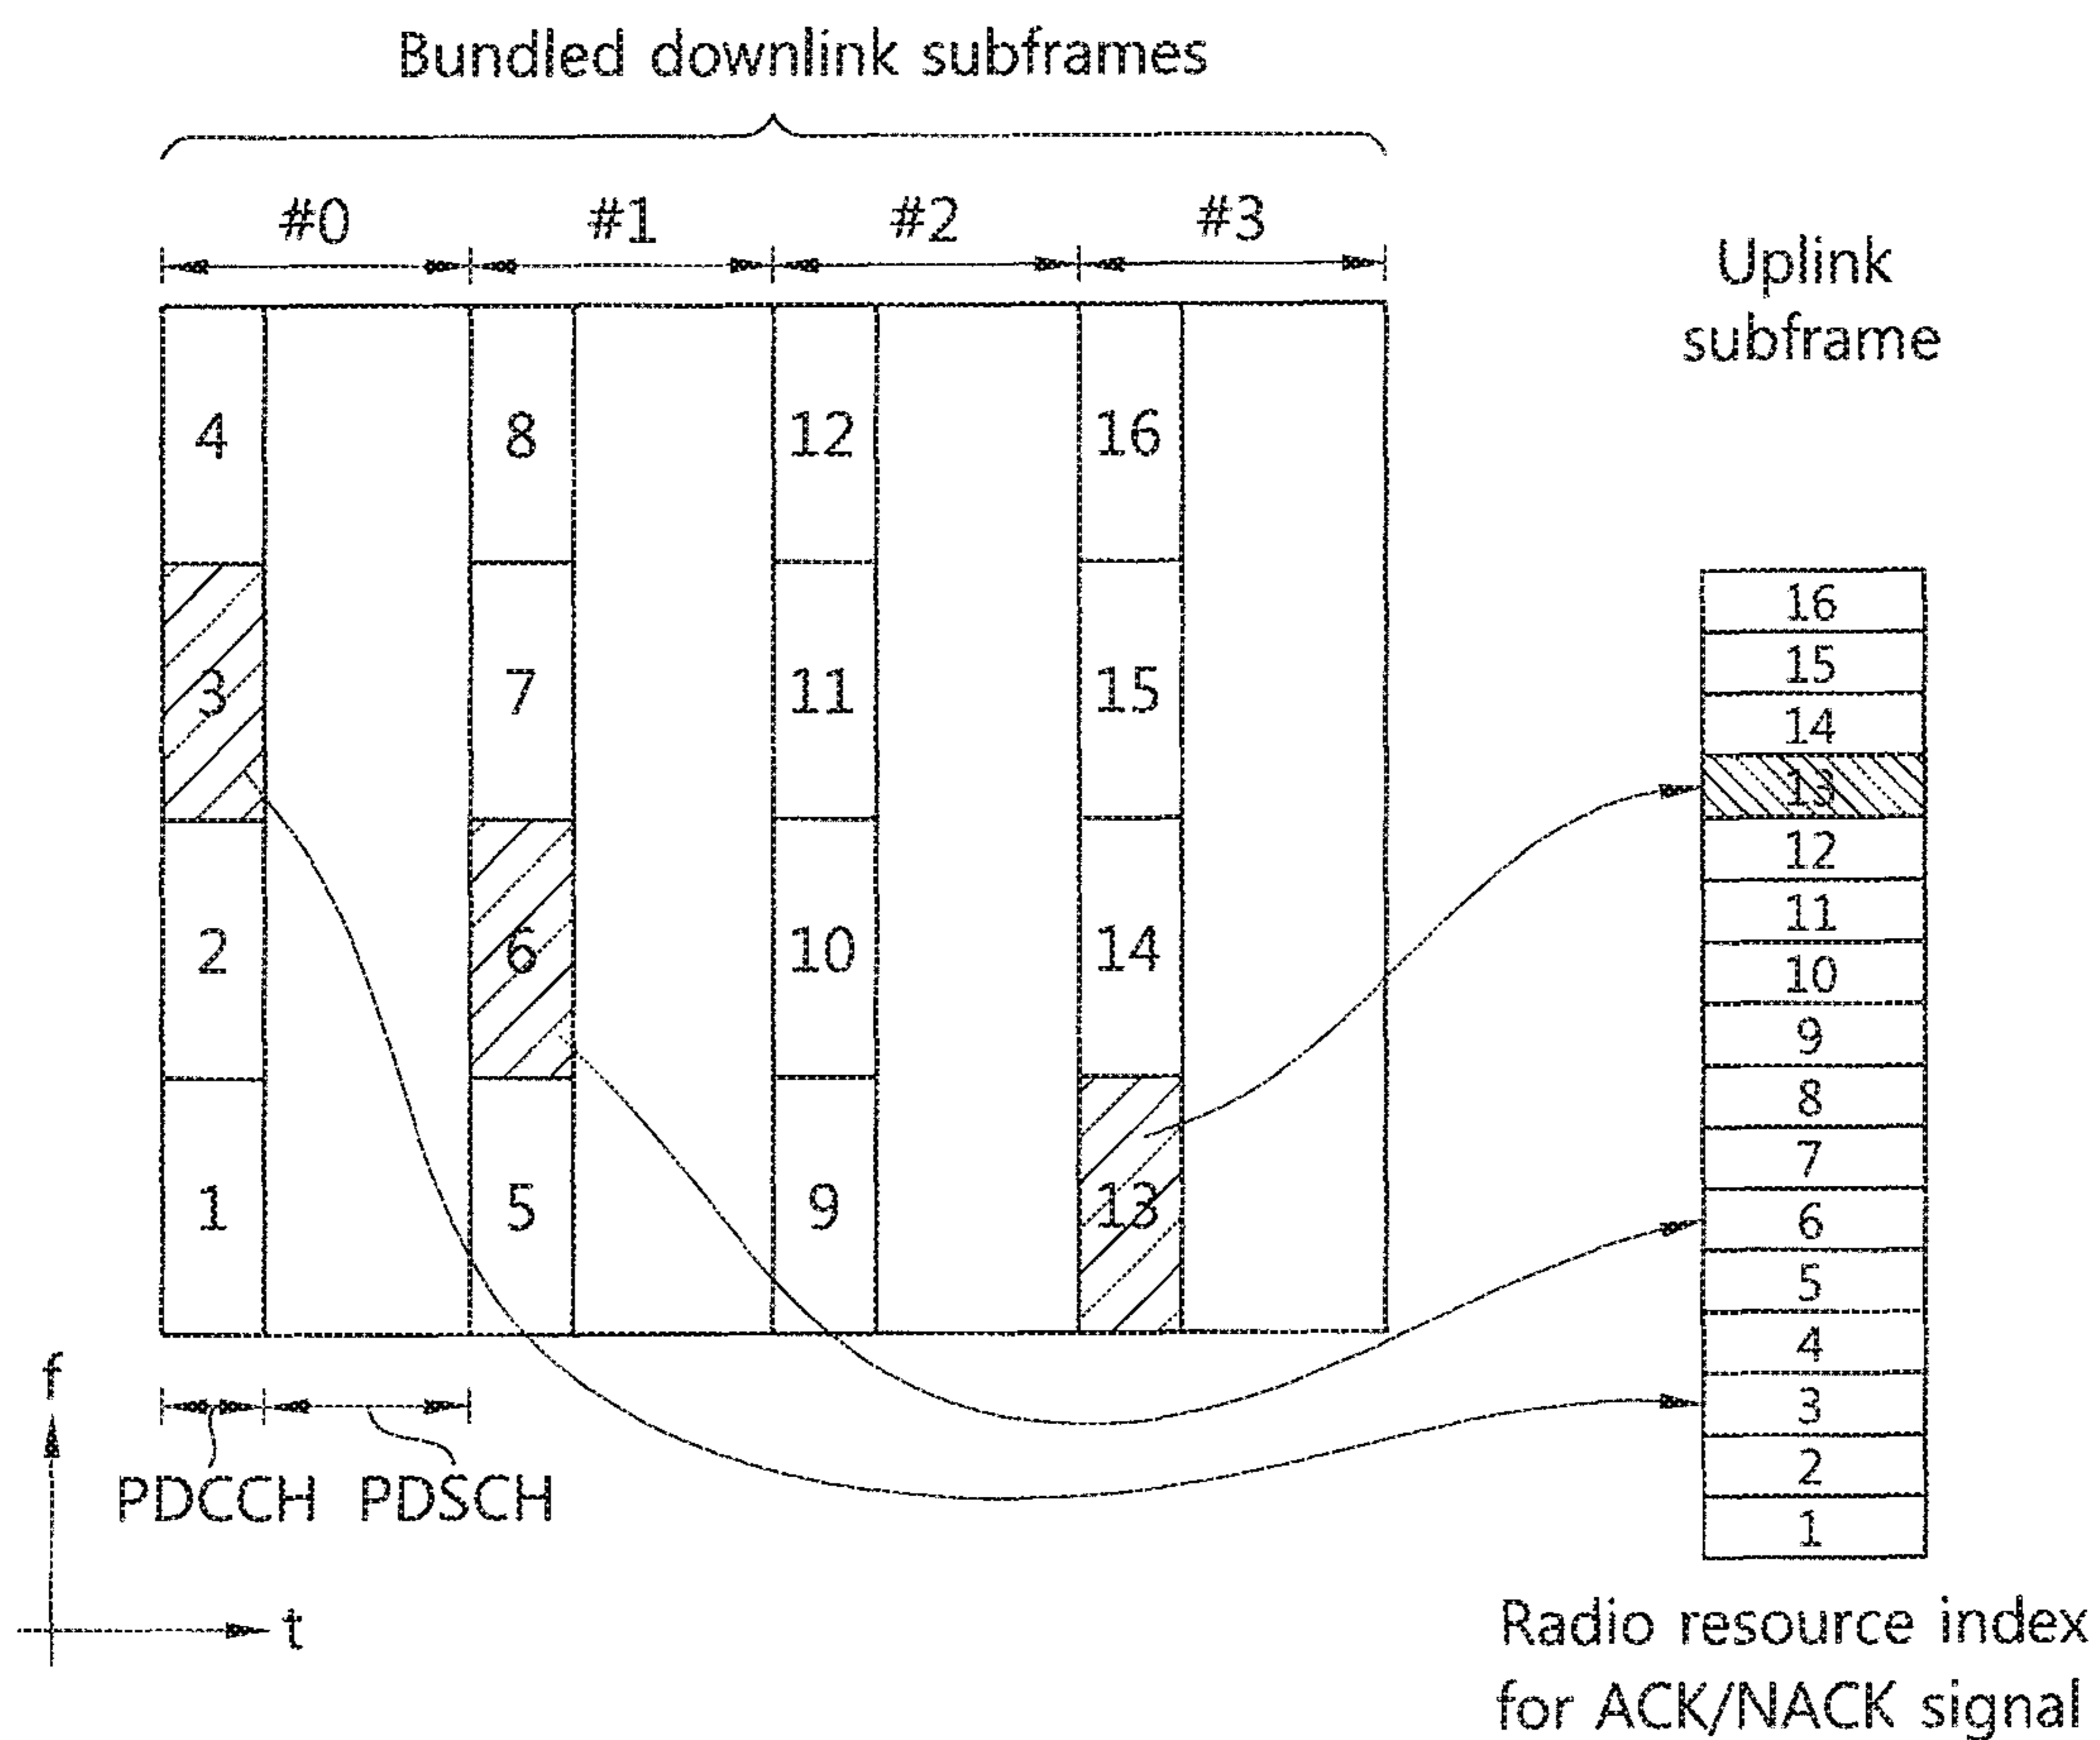 Bundled downlink subframes
#0 #1 #2 #3
Uplink
subframe
4 8 12 16
3 7 11 15
2 6 10 14
1 5 9 13
16
15
14
13
12
11
10
9
8
7
6
5
4
3
2
1
f
PDCCH PDSCH
t
Radio resource index
for ACK/NACK signal